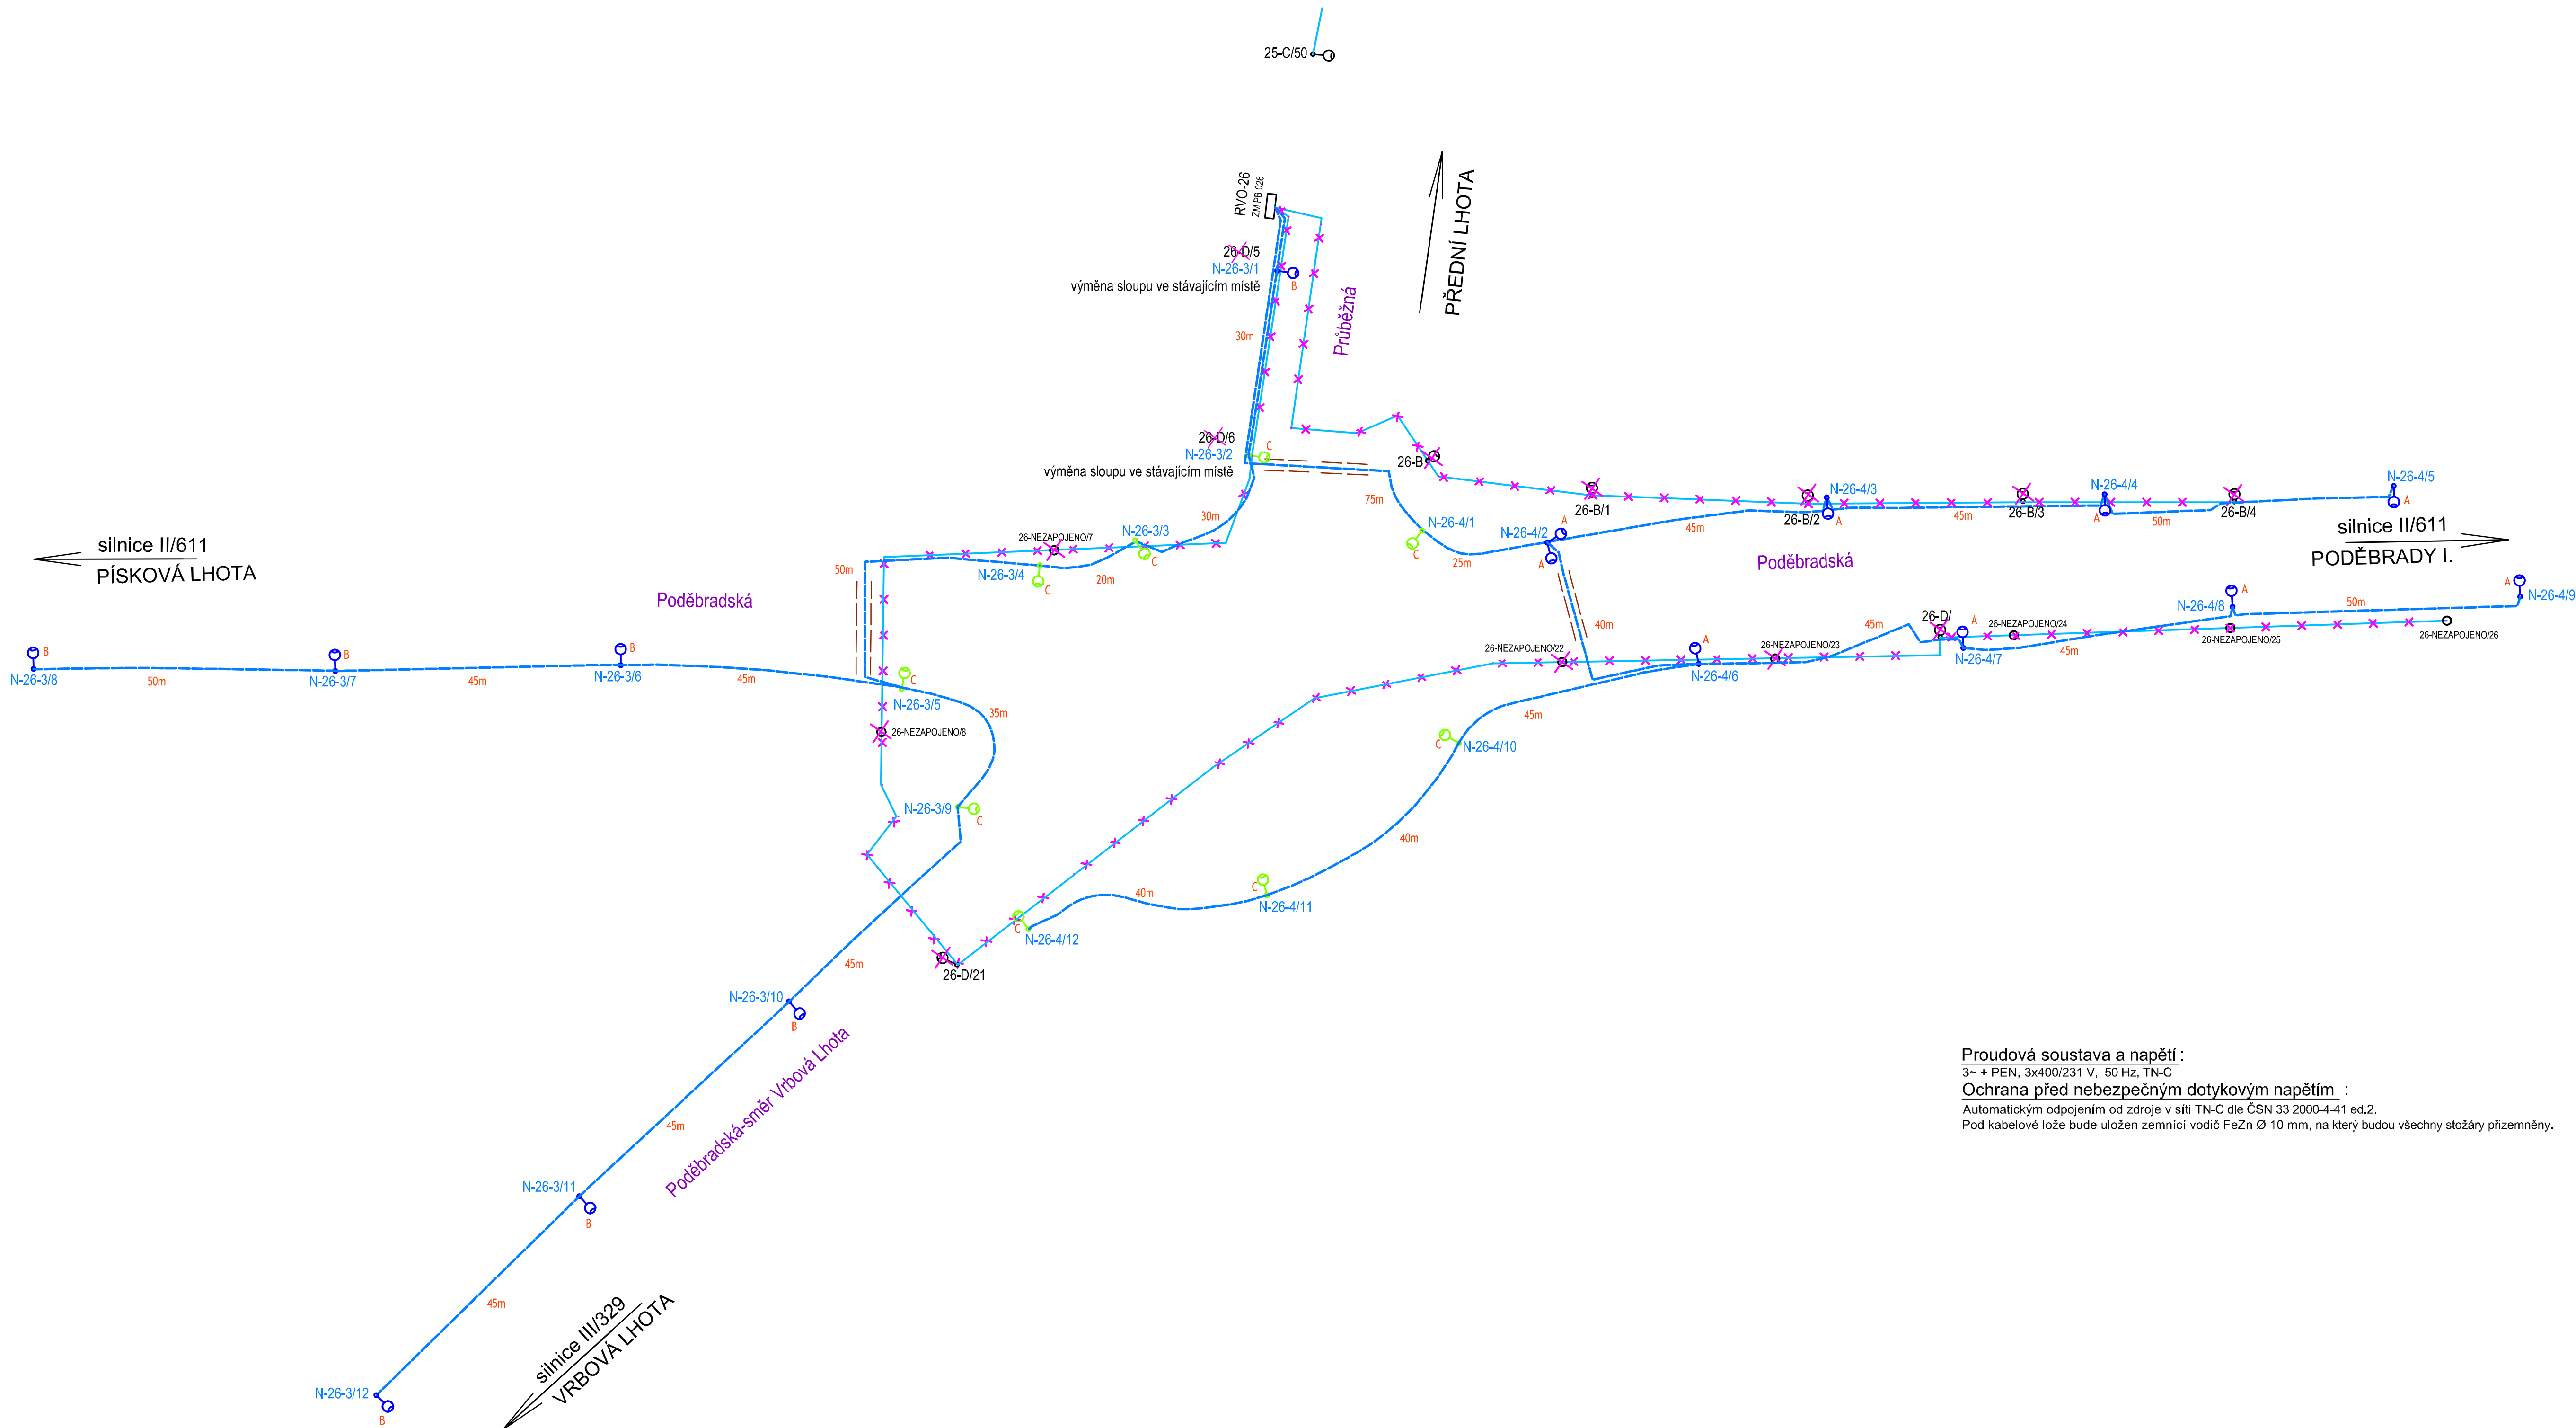 25-C/50
RVO-26
ZM PB 026
PŘEDNÍ LHOTA
26-D/5
N-26-3/1
výměna sloupu ve stávajícím místě
B
30m
Průběžná
26-D/6
N-26-3/2
výměna sloupu ve stávajícím místě
C
26-B
75m
N-26-4/5
A
silnice II/611
PÍSKOVÁ LHOTA
26-NEZAPOJENO/7
N-26-3/3
C
30m
N-26-3/4
C
20m
50m
Poděbradská
N-26-4/1
C
25m
N-26-4/2
A
A
26-B/1
45m
26-B/2
N-26-4/3
A
45m
26-B/3
N-26-4/4
A
50m
26-B/4
silnice II/611
PODĚBRADY I.
Poděbradská
40m
N-26-3/8
B
50m
N-26-3/7
B
45m
N-26-3/6
B
45m
N-26-3/5
C
35m
26-NEZAPOJENO/8
26-NEZAPOJENO/22
N-26-4/6
A
26-NEZAPOJENO/23
45m
26-D/
A
N-26-4/7
26-NEZAPOJENO/24
45m
N-26-4/8
A
26-NEZAPOJENO/25
50m
A
N-26-4/9
26-NEZAPOJENO/26
45m
C
N-26-4/10
N-26-3/9
C
40m
C
N-26-4/11
40m
C
N-26-4/12
26-D/21
45m
N-26-3/10
B
Poděbradská-směr Vrbová Lhota
45m
N-26-3/11
B
45m
silnice III/329
VRBOVÁ LHOTA
N-26-3/12
B
Proudová soustava a napětí :
3~ + PEN, 3x400/231 V, 50 Hz, TN-C
Ochrana před nebezpečným dotykovým napětím :
Automatickým odpojením od zdroje v síti TN-C dle ČSN 33 2000-4-41 ed.2.
Pod kabelové lože bude uložen zemnící vodič FeZn Ø 10 mm, na který budou všechny stožáry přizemněny.